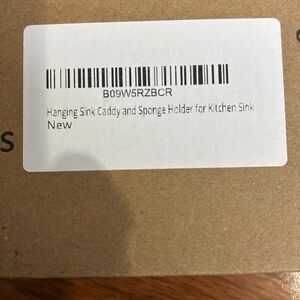 B09W5RZBCR
Hanging Sink Caddy and Sponge Holder for Kitchen Sink
New
S